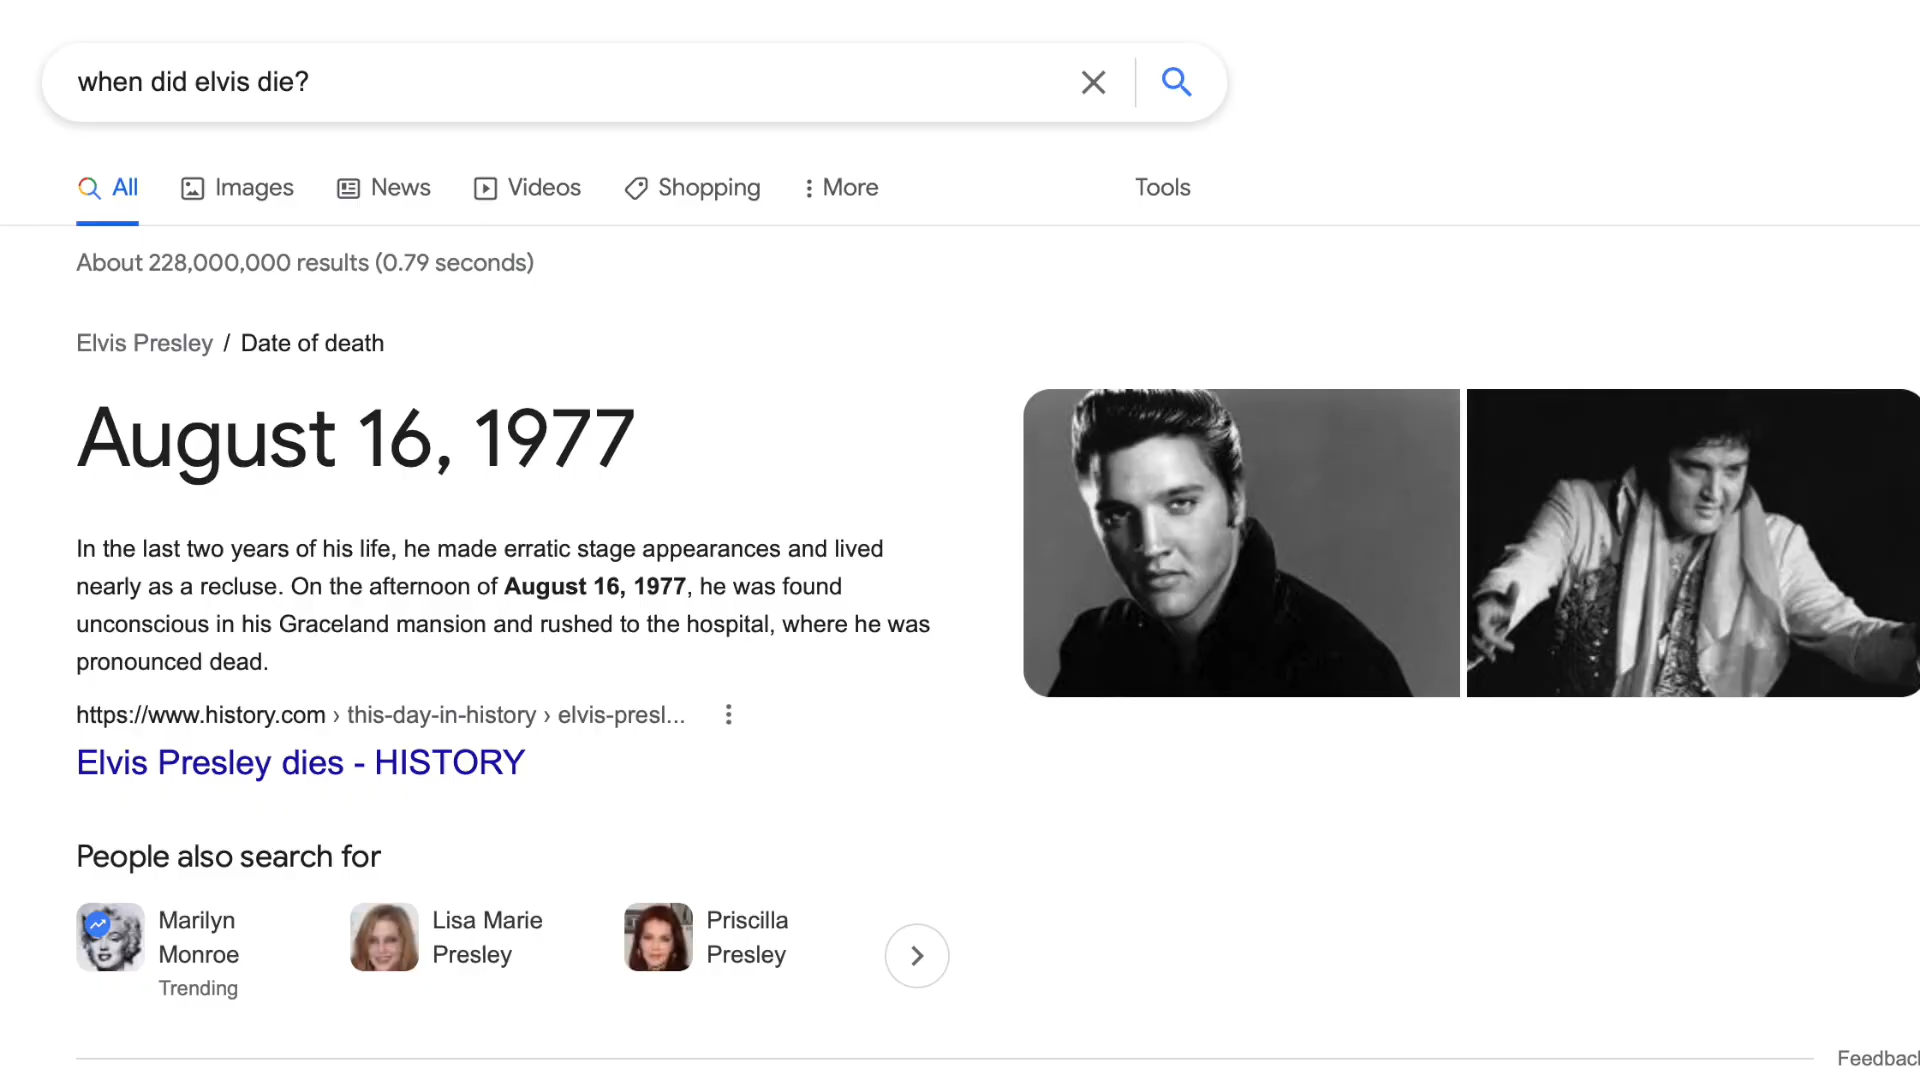 when did elvis die?
All Images News Videos Shopping More Tools
About 228,000,000 results (0.79 seconds)
Elvis Presley / Date of death
August 16, 1977
In the last two years of his life, he made erratic stage appearances and lived
nearly as a recluse. On the afternoon of August 16, 1977, he was found
unconscious in his Graceland mansion and rushed to the hospital, where he was
pronounced dead.
https://www.history.com › this-day-in-history › elvis-presl...
Elvis Presley dies - HISTORY
People also search for
Marilyn
Monroe
Trending
Lisa Marie
Presley
Priscilla
Presley
Feedback